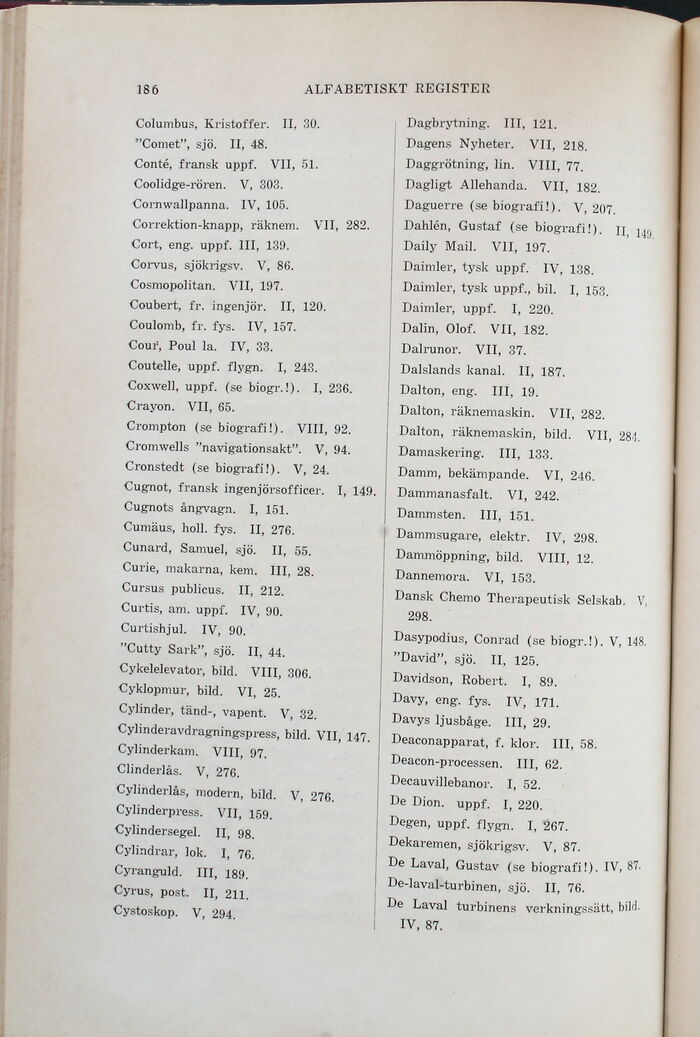 186
ALFABETISKT REGISTER
Columbus, Kristoffer. II, 30.
”Comet”, sjö. II, 48.
Conté, fransk uppf. VII, 51.
Coolidge-rören. V, 303.
Cornwallpanna. IV, 105.
Correktion-knapp, räknem. VII, 282.
Cort, eng. uppf. III, 139.
Corvus, sjökrigsv. V, 86.
Cosmopolitan. VII, 197.
Coubert, fr. ingenjör. II, 120.
Coulomb, fr. fys. IV, 157.
Cour, Poul la. IV, 33.
Coutelle, uppf. flygn. I, 243.
Coxwell, uppf. (se biogr.!). I, 236.
Crayon. VII, 65.
Crompton (se biografi!). VIII, 92.
Cromwells ”navigationsakt”. V, 94.
Cronstedt (se biografi!). V, 24.
Cugnot, fransk ingenjörsofficer. I, 149.
Cugnots ångvagn. I, 151.
Cumäus, holl. fys. II, 276.
Cunard, Samuel, sjö. II, 55.
Curie, makarna, kem. III, 28.
Cursus publicus. II, 212.
Curtis, am. uppf. IV, 90.
Curtishjul. IV, 90.
”Cutty Sark”, sjö. II, 44.
Cykelelevator, bild. VIII, 306.
Cyklopmur, bild. VI, 25.
Cylinder, tänd-, vapent. V, 32.
Cylinderavdragningspress, bild. VII, 147.
Cylinderkam. VIII, 97.
Clinderlås. V, 276.
Cylinderlås, modern, bild. V, 276.
Cylinderpress. VII, 159.
Cylindersegel. II, 98.
Cylindrar, lok. I, 76.
Cyranguld. III, 189.
Cyrus, post. II, 211.
Cystoskop. V, 294.
Dagbrytning. III, 121.
Dagens Nyheter. VII, 218.
Daggrötning, lin. VIII, 77.
Dagligt Allehanda. VII, 182.
Daguerre (se biografi!). V, 207.
Dahlén, Gustaf (se biografi!). II, 149.
Daily Mail. VII, 197.
Daimler, tysk uppf. IV, 138.
Daimler, tysk uppf., bil. I, 153.
Daimler, uppf. I, 220.
Dalin, Olof. VII, 182.
Dalrunor. VII, 37.
Dalslands kanal. II, 187.
Dalton, eng. III, 19.
Dalton, räknemaskin. VII, 282.
Dalton, räknemaskin, bild. VII, 284.
Damaskering. III, 133.
Damm, bekämpande. VI, 246.
Dammanasfalt. VI, 242.
Dammsten. III, 151.
Dammsugare, elektr. IV, 298.
Dammöppning, bild. VIII, 12.
Dannemora. VI, 153.
Dansk Chemo Therapeutisk Selskab. V,
298.
Dasypodius, Conrad (se biogr.!). V, 148.
”David”, sjö. II, 125.
Davidson, Robert. I, 89.
Davy, eng. fys. IV, 171.
Davys ljusbåge. III, 29.
Deaconapparat, f. klor. III, 58.
Deacon-processen. III, 62.
Decauvillebanor. I, 52.
De Dion. uppf. I, 220.
Degen, uppf. flygn. I, 267.
Dekaremen, sjökrigsv. V, 87.
De Laval, Gustav (se biografi!). IV, 87.
De-laval-turbinen, sjö. II, 76.
De Laval turbinens verkningssätt, bild.
IV, 87.